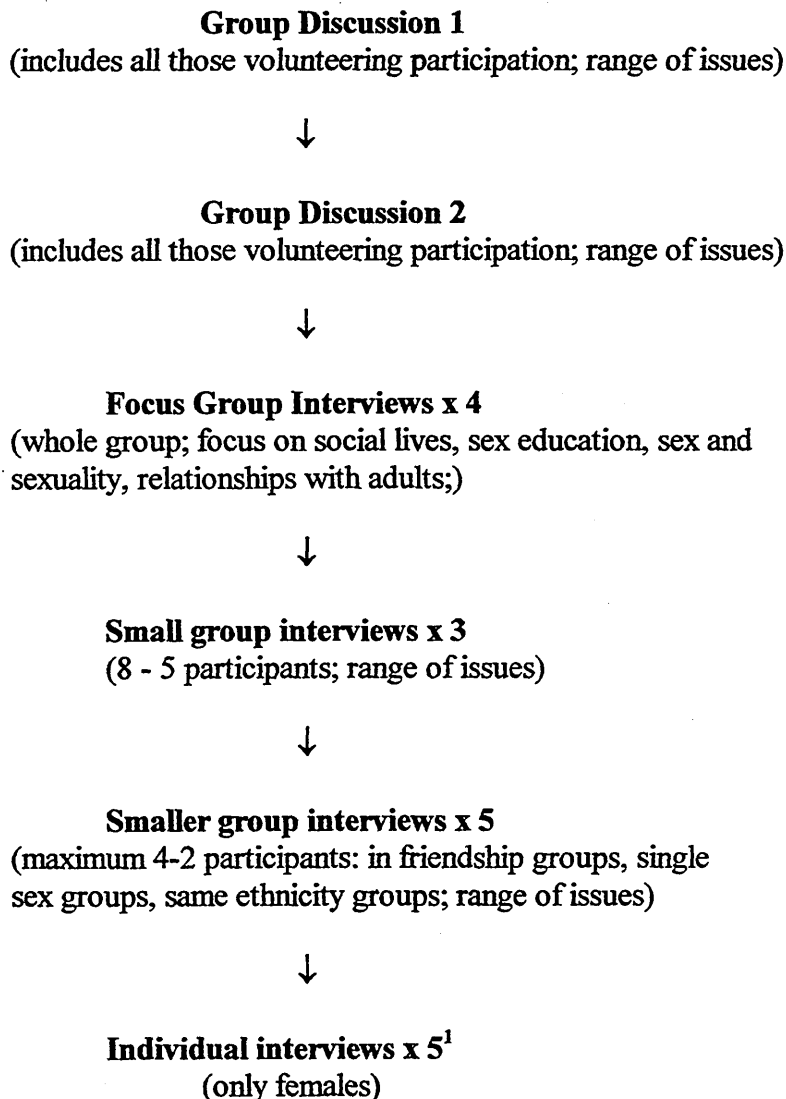 Group Discussion 1
(includes all those volunteering participation; range of issues)
↓
Group Discussion 2
(includes all those volunteering participation; range of issues)
↓
Focus Group Interviews x 4
(whole group; focus on social lives, sex education, sex and
sexuality, relationships with adults;)
↓
Small group interviews x 3
(8 - 5 participants; range of issues)
↓
Smaller group interviews x 5
(maximum 4-2 participants: in friendship groups, single
sex groups, same ethnicity groups; range of issues)
↓
Individual interviews x 5¹
(only females)